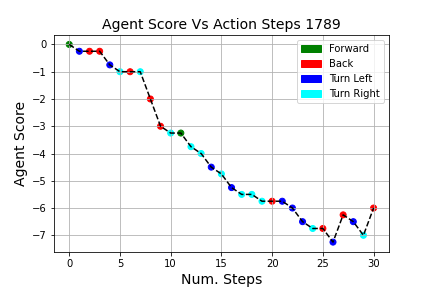 Agent Score Vs Action Steps 1789
Forward
Back
Turn Left
Turn Right
Agent Score
0
−1
−2
−3
−4
−5
−6
−7
0 5 10 15 20 25 30
Num. Steps